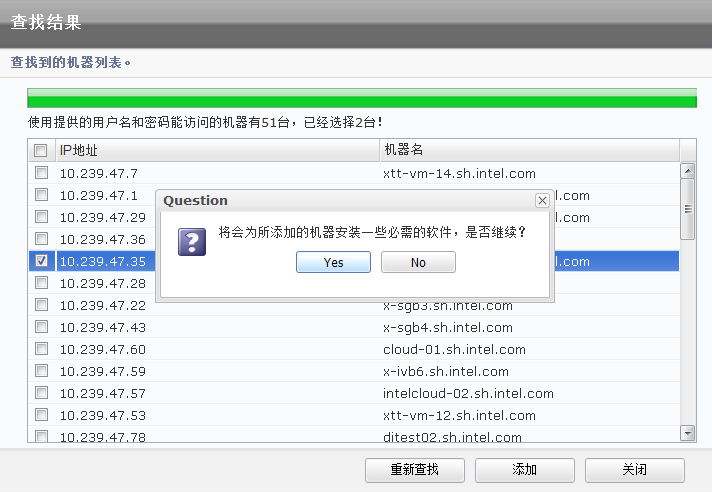 查找结果
查找到的机器列表。
使用提供的用户名和密码能访问的机器有51台，已经选择2台！
IP地址 机器名
10.239.47.7 xtt-vm-14.sh.intel.com
10.239.47.1 l.com
10.239.47.29 l.com
10.239.47.36
10.239.47.35 l.com
10.239.47.28
10.239.47.22 x-sgb3.sh.intel.com
10.239.47.43 x-sgb4.sh.intel.com
10.239.47.60 cloud-01.sh.intel.com
10.239.47.59 x-ivb6.sh.intel.com
10.239.47.57 intelcloud-02.sh.intel.com
10.239.47.53 xtt-vm-12.sh.intel.com
10.239.47.78 ditest02.sh.intel.com
Question
将会为所添加的机器安装一些必需的软件，是否继续？
Yes No
重新查找 添加 关闭